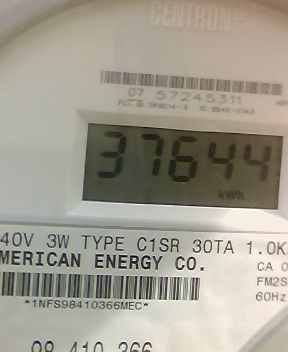 CENTRON
07 57245311
37644
kWh
40V 3W TYPE C1SR 30TA 1.0K
MERICAN ENERGY CO.
CA 0
FM2S
60Hz
*1NFS98410366MEC*
98 410 366